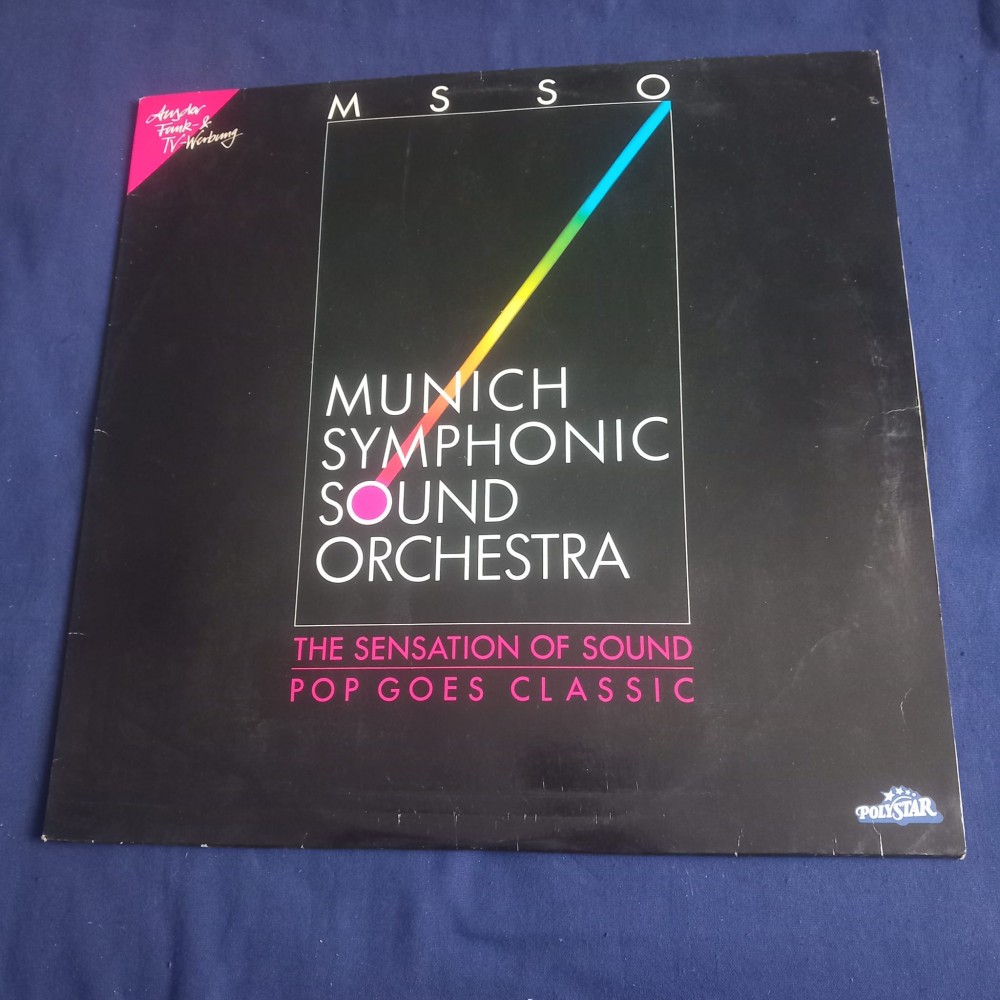 Aus der
Funk- &
TV-Werbung
M S S O
MUNICH
SYMPHONIC
SOUND
ORCHESTRA
THE SENSATION OF SOUND
POP GOES CLASSIC
POLYSTAR